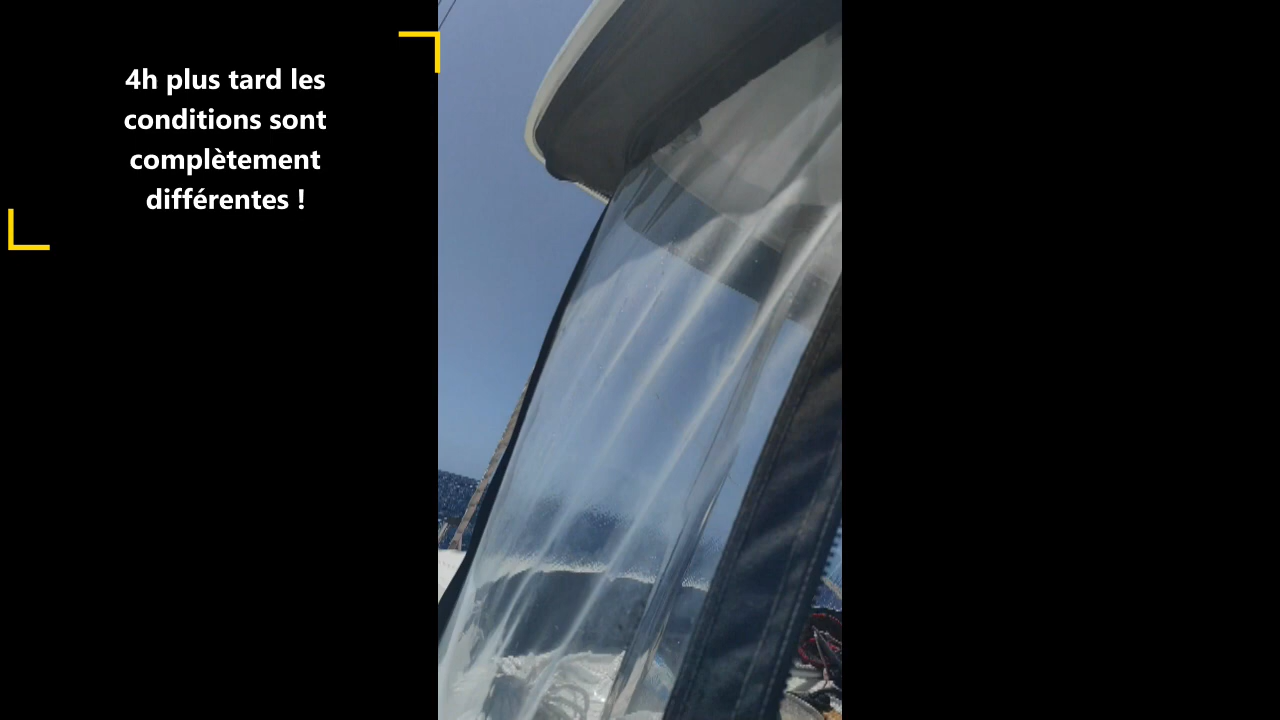 4h plus tard les
conditions sont
complètement
différentes !